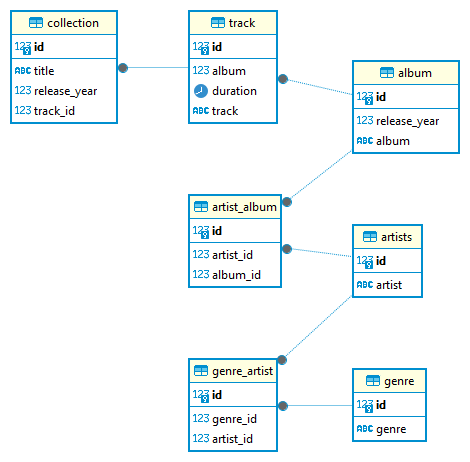 collection
123 id
ABC title
123 release_year
123 track_id
track
123 id
123 album
duration
ABC track
album
123 id
123 release_year
ABC album
artist_album
123 id
123 artist_id
123 album_id
artists
123 id
ABC artist
genre_artist
123 id
123 genre_id
123 artist_id
genre
123 id
ABC genre